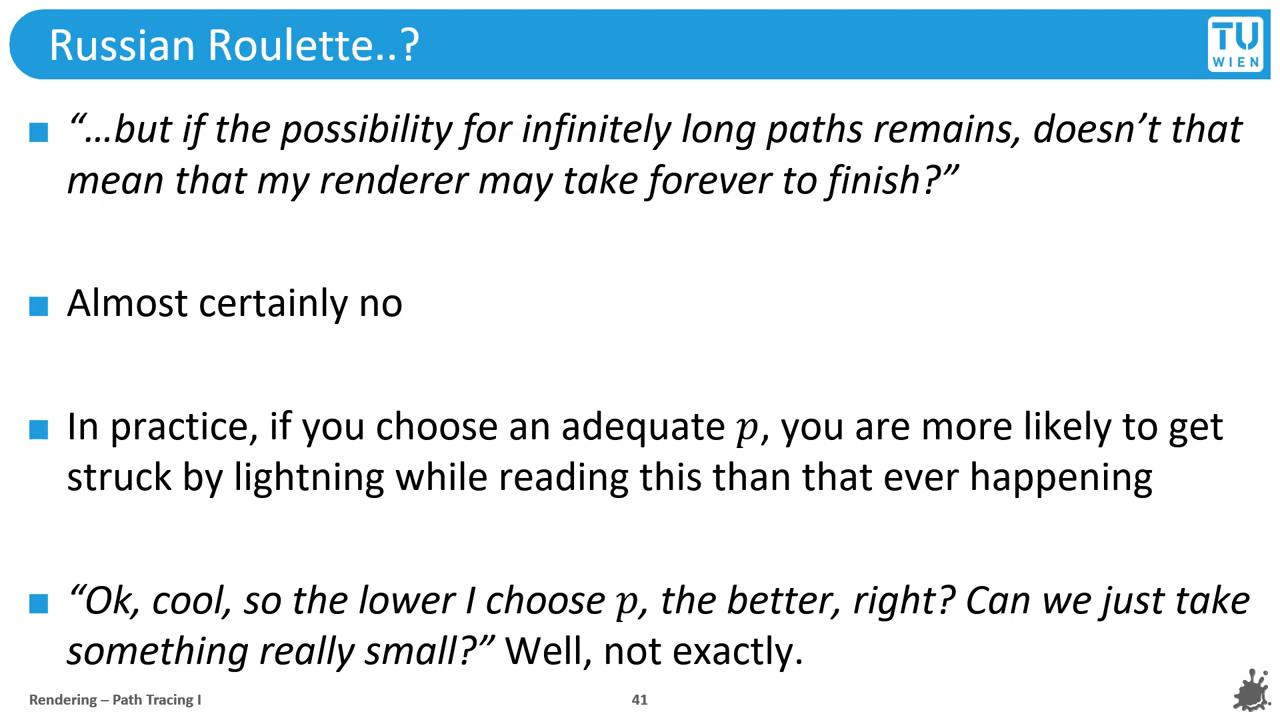 Russian Roulette..?
TU
WIEN
“…but if the possibility for infinitely long paths remains, doesn’t that
mean that my renderer may take forever to finish?”
Almost certainly no
In practice, if you choose an adequate p, you are more likely to get
struck by lightning while reading this than that ever happening
“Ok, cool, so the lower I choose p, the better, right? Can we just take
something really small?” Well, not exactly.
Rendering – Path Tracing I
41